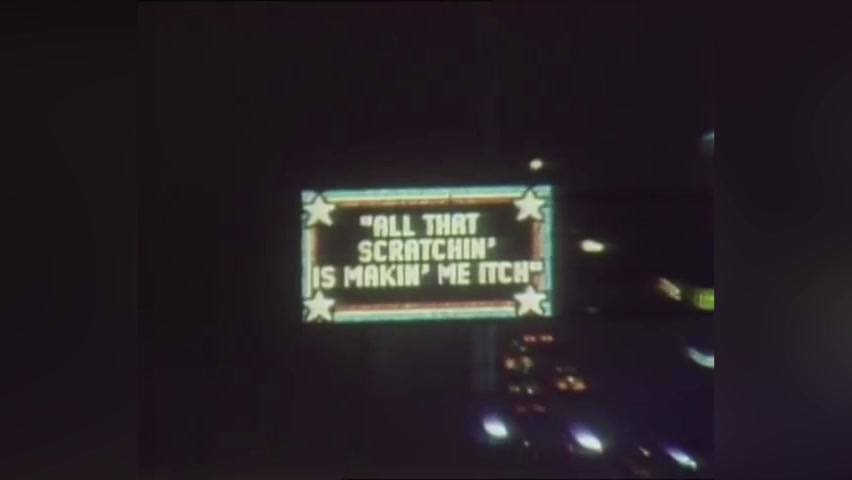 "ALL THAT
SCRATCHIN'
IS MAKIN' ME ITCH"